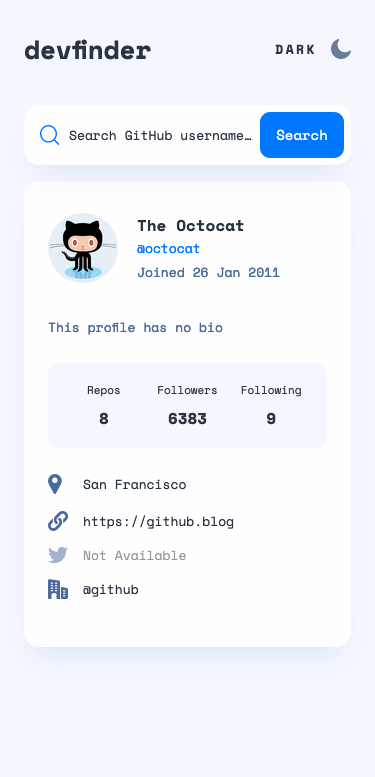 devfinder
DARK
Search GitHub username…
Search
The Octocat
@octocat
Joined 26 Jan 2011
This profile has no bio
Repos
Followers
Following
8
6383
9
San Francisco
https://github.blog
Not Available
@github